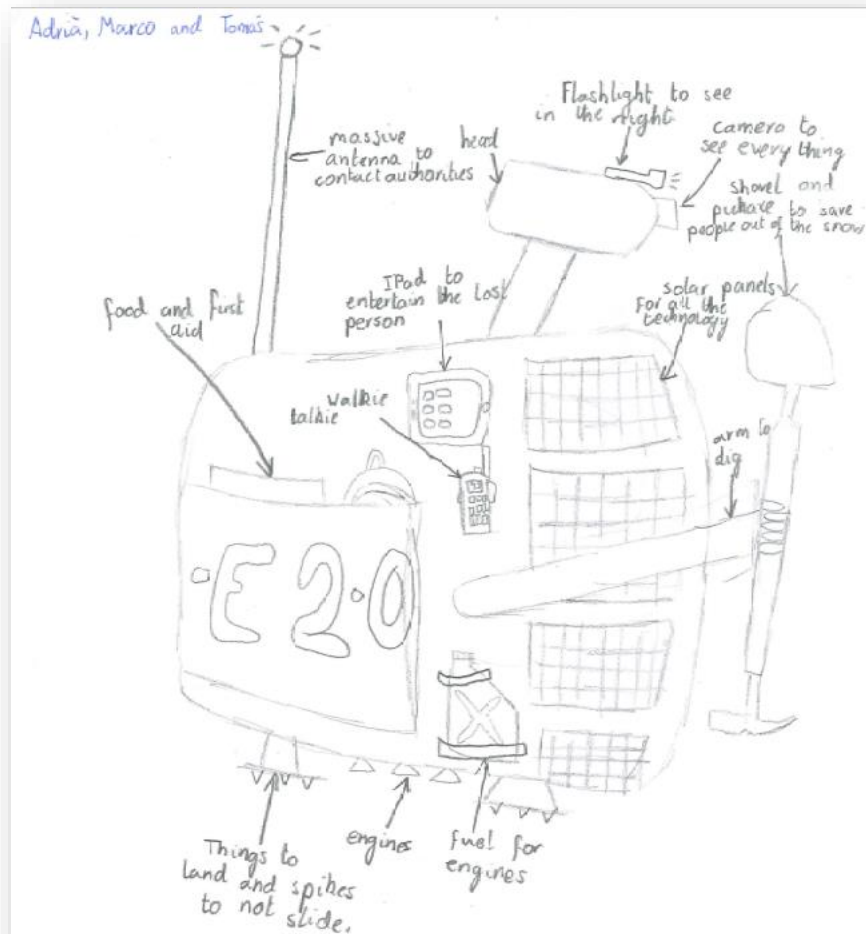 Adrià, Marco and Tomás
Flashlight to see
in the night
camera to
see every thing
massive
antenna to
contact authorities
head
shovel and
pickaxe to save
people out of the snow
IPad to
entertain the lost
person
solar panels
For all the
technology
food and first
aid
walkie
talkie
arm to
dig
·E2·0
Things to
land and spikes
to not slide.
engines
fuel for
engines